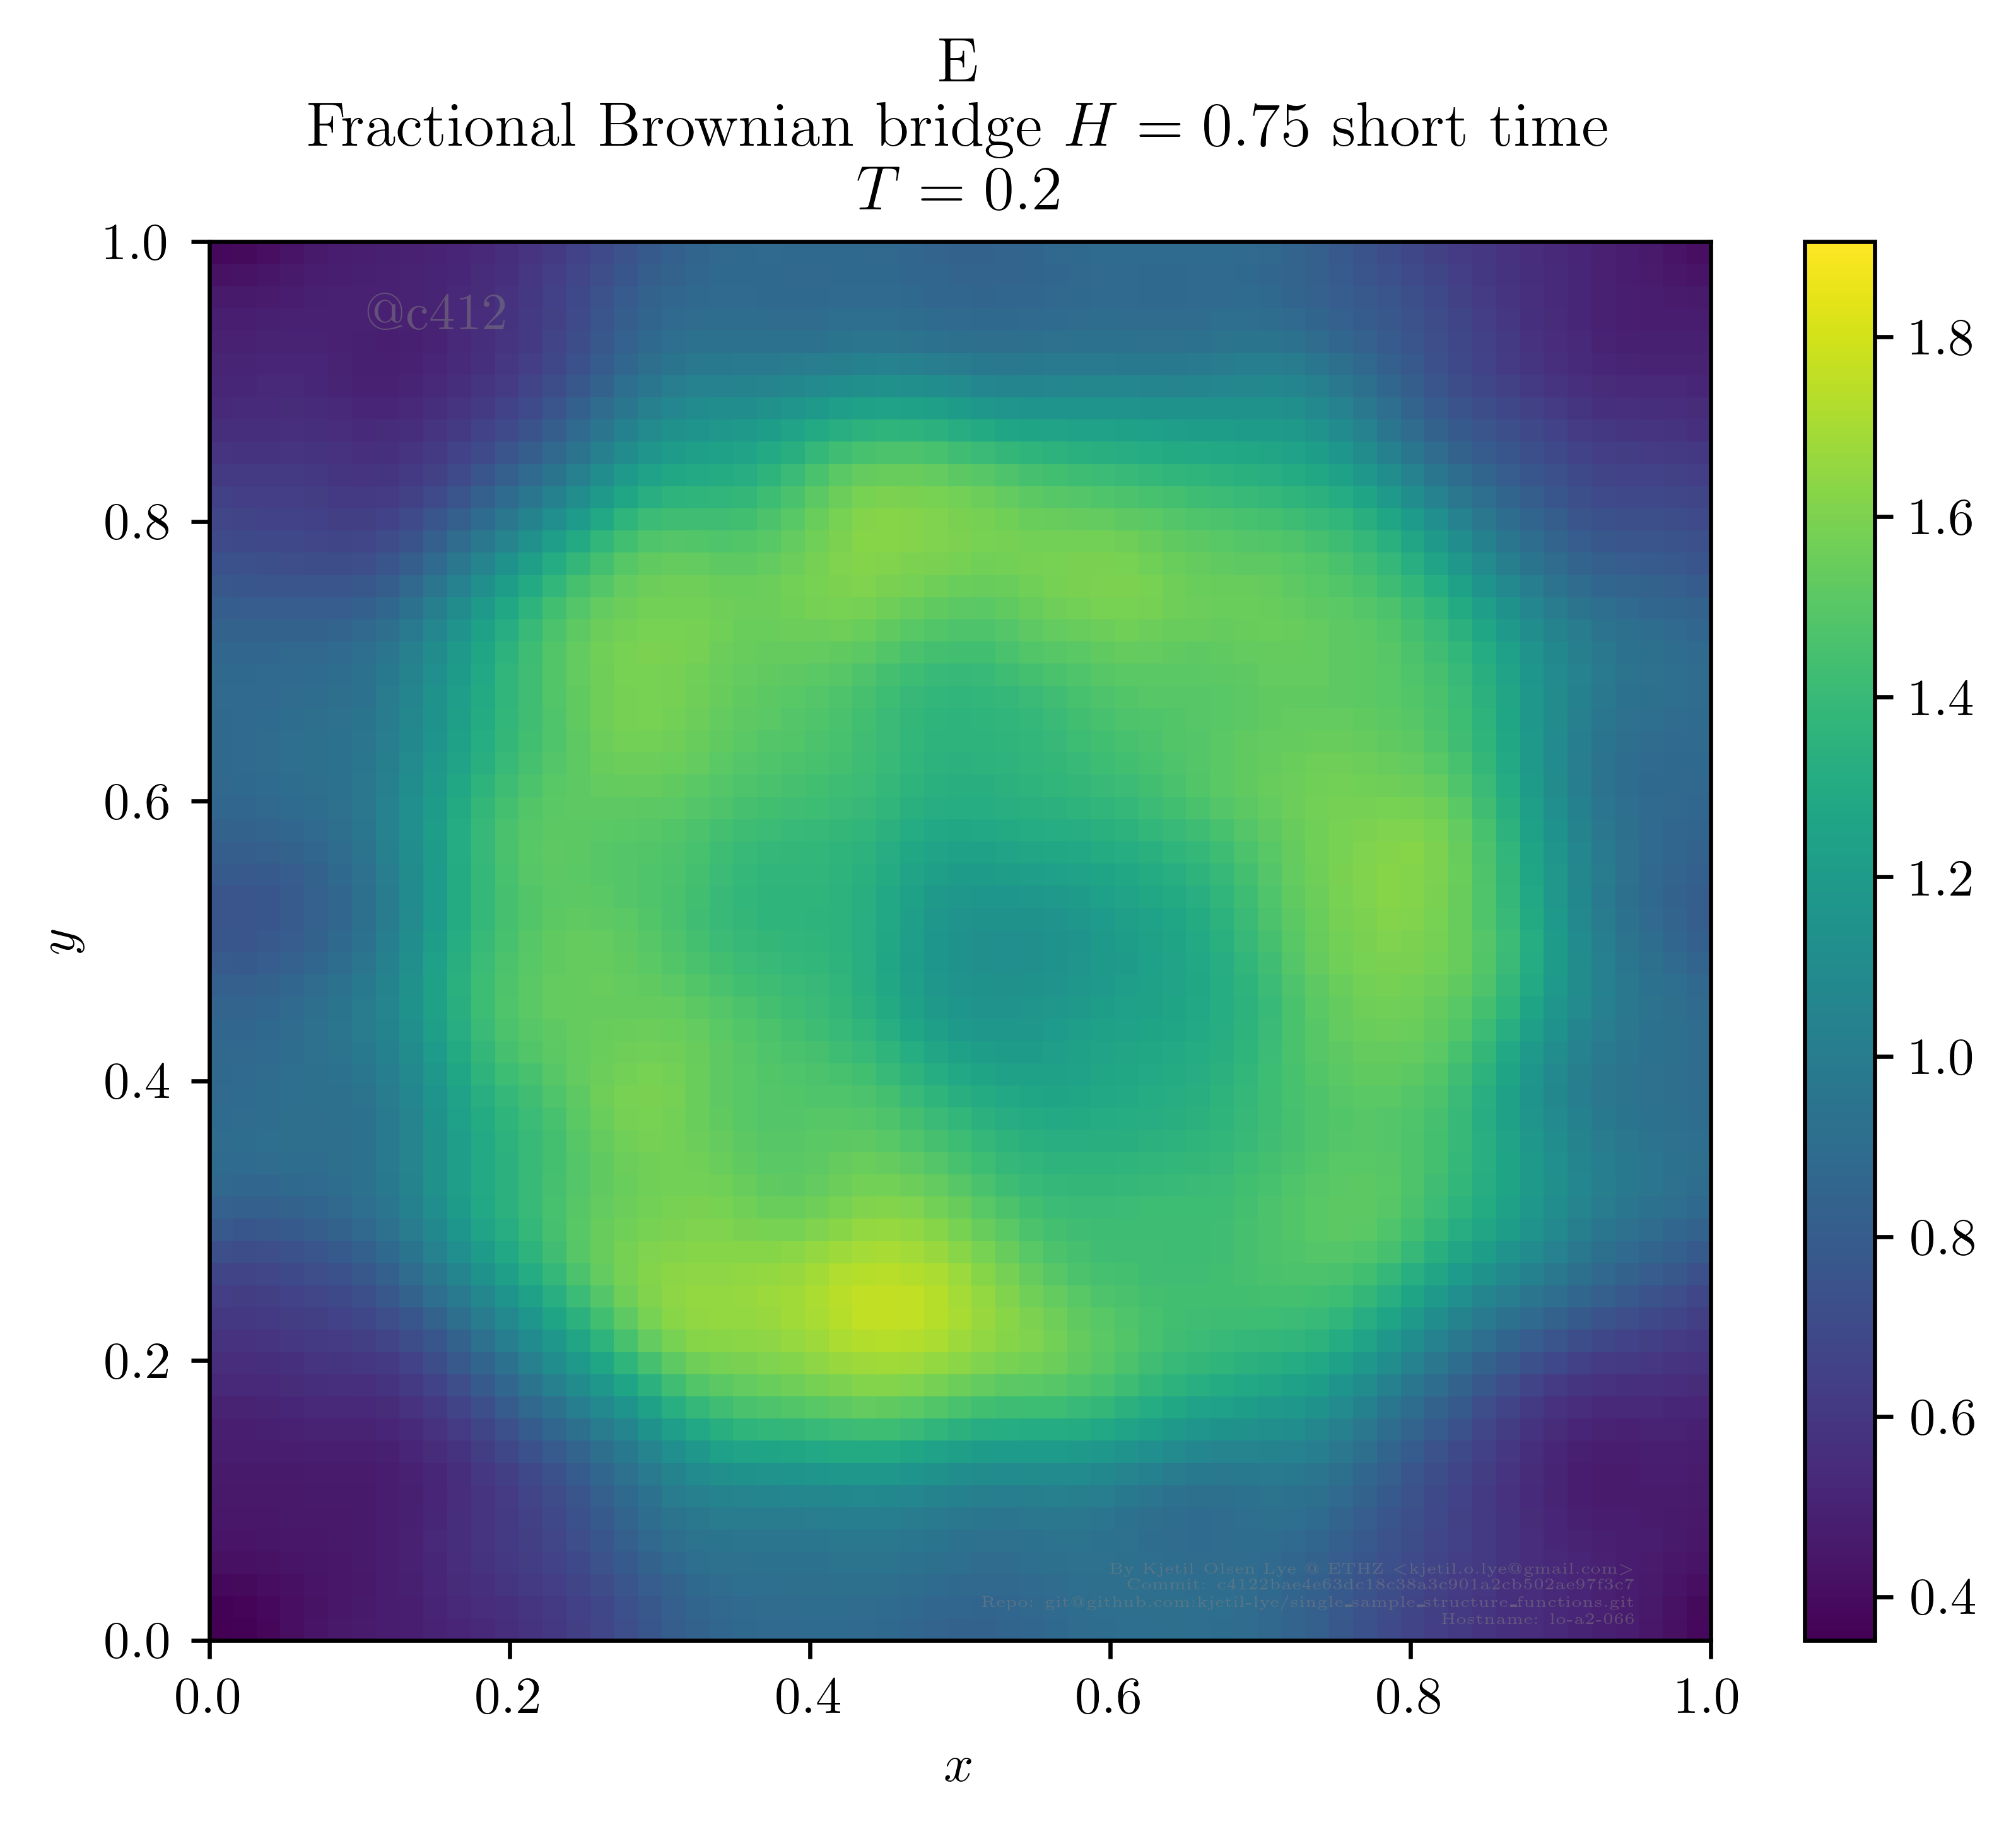 E
Fractional Brownian bridge H = 0.75 short time
T = 0.2
1.0
@c412
1.8
1.6
0.8
1.4
0.6
1.2
y
1.0
0.4
0.8
0.2
0.6
By Kjetil Olsen Lye @ ETHZ <kjetil.o.lye@gmail.com>
Commit: c4122bae4e63dc18c38a3c901a2cb502ae97f3c7
Repo: git@github.com:kjetil-lye/single_sample_structure_functions.git
Hostname: lo-a2-066
0.4
0.0
0.0 0.2 0.4 0.6 0.8 1.0
x